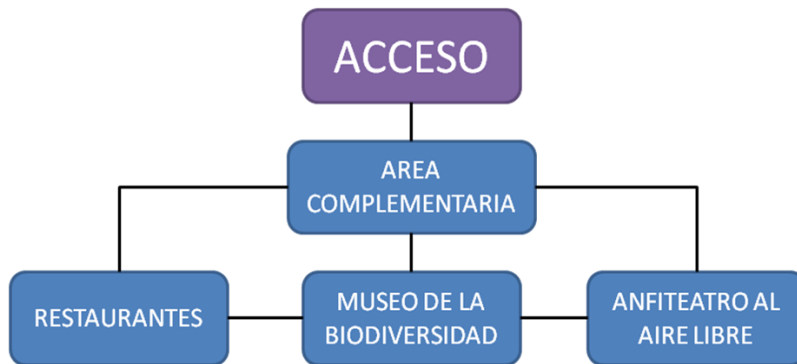 ACCESO
AREA
COMPLEMENTARIA
RESTAURANTES
MUSEO DE LA
BIODIVERSIDAD
ANFITEATRO AL
AIRE LIBRE